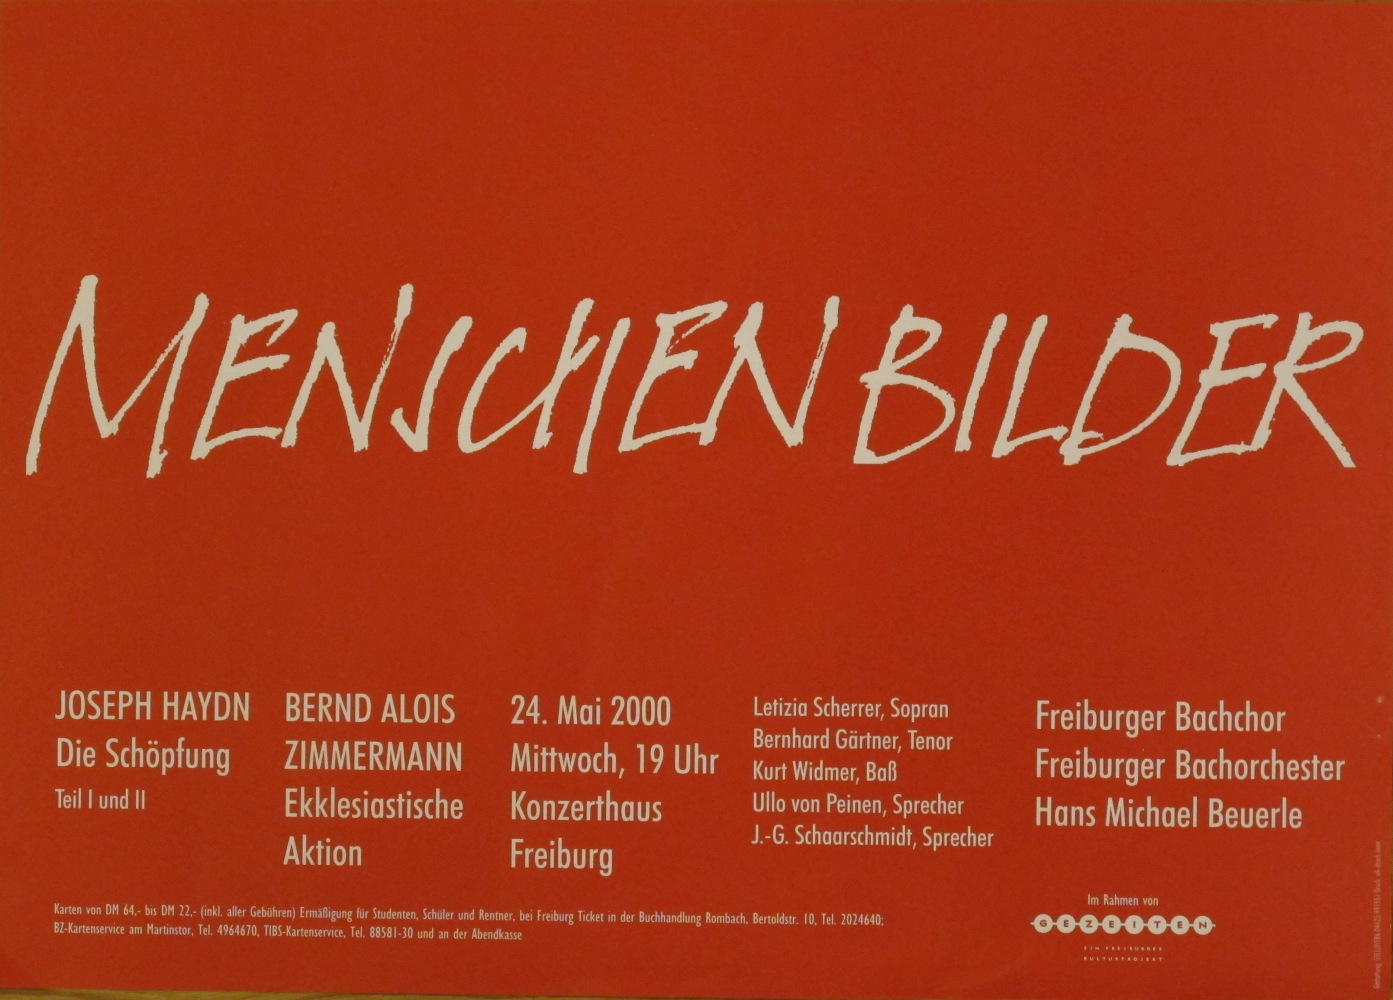 MENSCHEN BILDER
JOSEPH HAYDN
Die Schöpfung
Teil I und II
BERND ALOIS
ZIMMERMANN
Ekklesiastische
Aktion
24. Mai 2000
Mittwoch, 19 Uhr
Konzerthaus
Freiburg
Letizia Scherrer, Sopran
Bernhard Gärtner, Tenor
Kurt Widmer, Baß
Ullo von Peinen, Sprecher
J.-G. Schaarschmidt, Sprecher
Freiburger Bachchor
Freiburger Bachorchester
Hans Michael Beuerle
Karten von DM 64,- bis DM 22,- (inkl. aller Gebühren) Ermäßigung für Studenten, Schüler und Rentner, bei Freiburg Ticket in der Buchhandlung Rombach, Bertoldstr. 10, Tel. 2024640;
BZ-Kartenservice am Martinstor, Tel. 4964670, TIBS-Kartenservice, Tel. 88581-30 und an der Abendkasse
Im Rahmen von
GEZEITEN
EIN FREIBURGER
KULTURPROJEKT